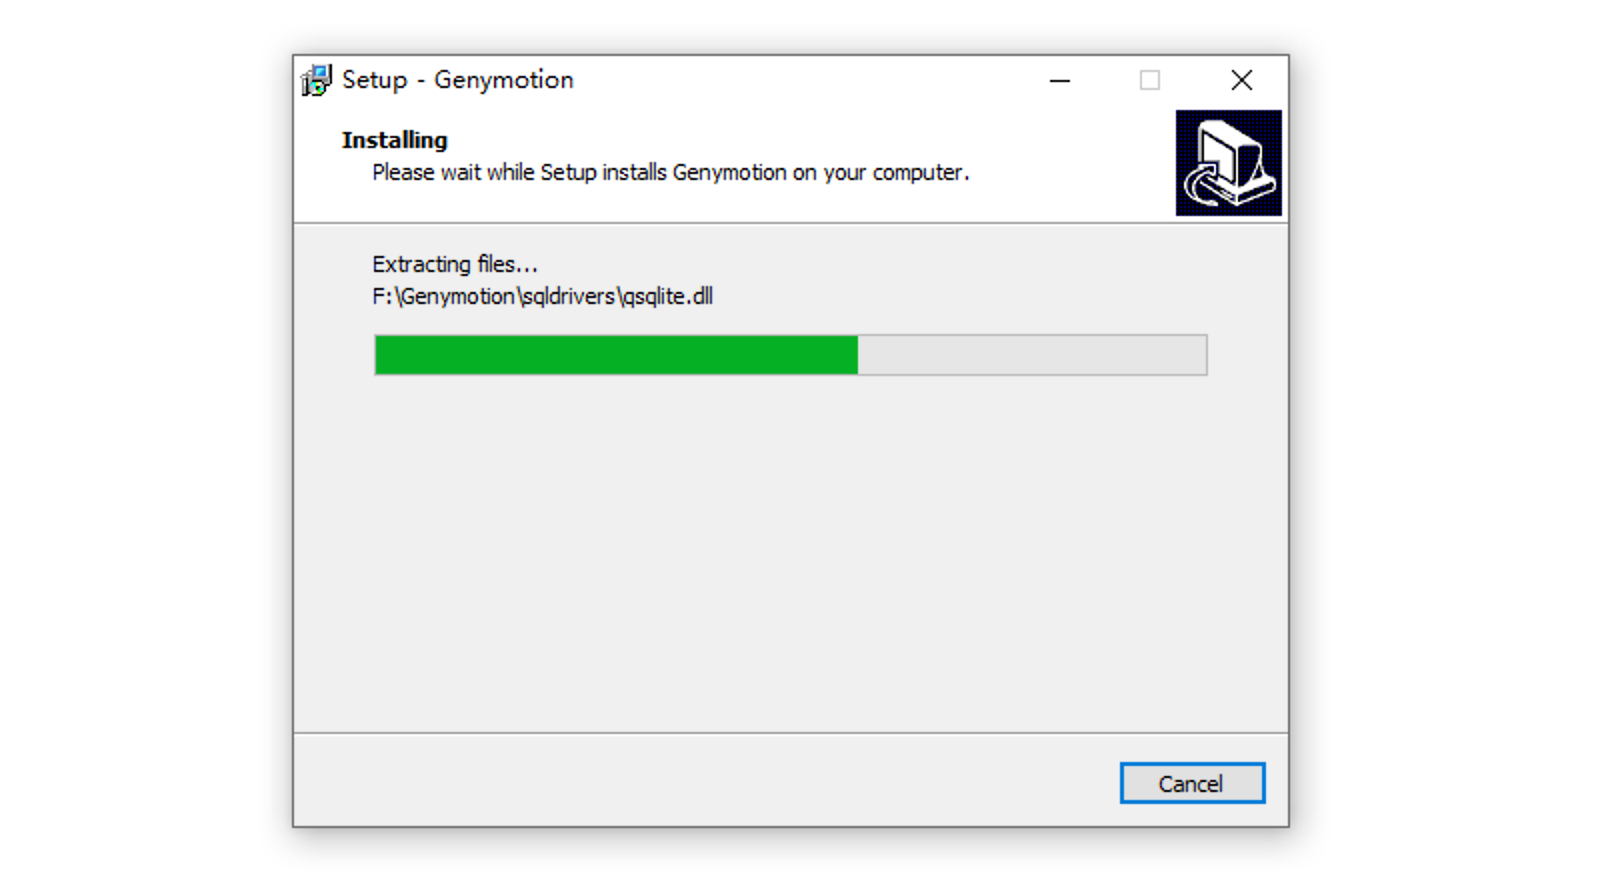 Setup - Genymotion
Installing
Please wait while Setup installs Genymotion on your computer.
Extracting files...
F:\Genymotion\sqldrivers\qsqlite.dll
Cancel